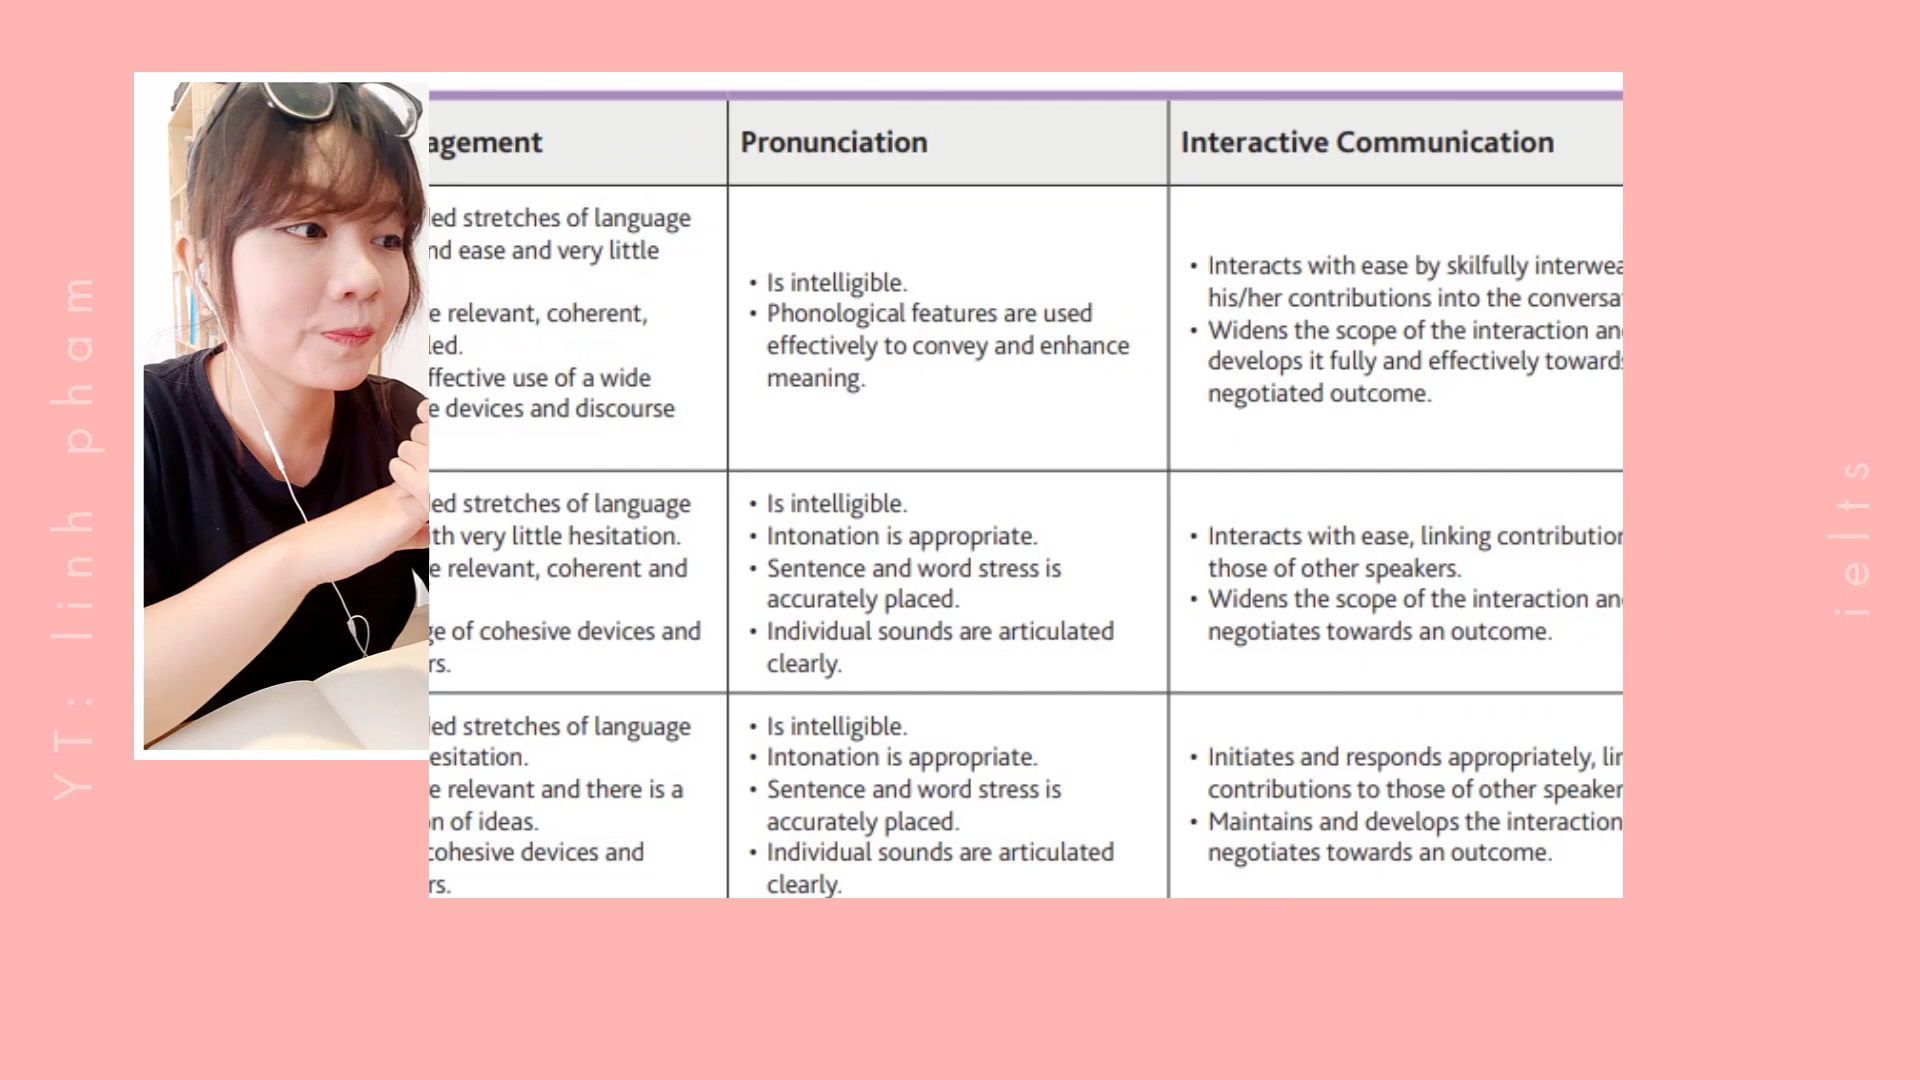 YT: linh pham
agement
led stretches of language
nd ease and very little
e relevant, coherent,
led.
ffective use of a wide
e devices and discourse
led stretches of language
th very little hesitation.
e relevant, coherent and
ge of cohesive devices and
rs.
led stretches of language
esitation.
e relevant and there is a
on of ideas.
cohesive devices and
rs.
Pronunciation
• Is intelligible.
• Phonological features are used
effectively to convey and enhance
meaning.
• Is intelligible.
• Intonation is appropriate.
• Sentence and word stress is
accurately placed.
• Individual sounds are articulated
clearly.
• Is intelligible.
• Intonation is appropriate.
• Sentence and word stress is
accurately placed.
• Individual sounds are articulated
clearly.
Interactive Communication
• Interacts with ease by skilfully interwea
his/her contributions into the conversa
• Widens the scope of the interaction an
develops it fully and effectively towards
negotiated outcome.
• Interacts with ease, linking contribution
those of other speakers.
• Widens the scope of the interaction an
negotiates towards an outcome.
• Initiates and responds appropriately, lin
contributions to those of other speaker
• Maintains and develops the interaction
negotiates towards an outcome.
ielts